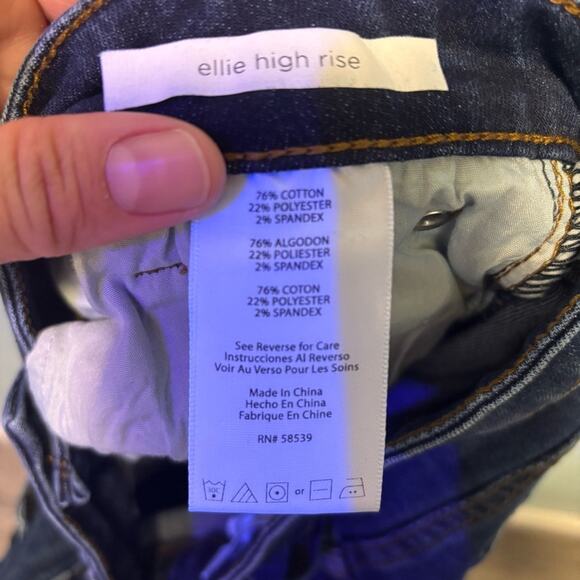 ellie high rise
76% COTTON
22% POLYESTER
2% SPANDEX
76% ALGODON
22% POLIESTER
2% SPANDEX
76% COTON
22% POLYESTER
2% SPANDEX
See Reverse for Care
Instrucciones Al Reverso
Voir Au Verso Pour Les Soins
Made In China
Hecho En China
Fabrique En Chine
RN# 58539
or